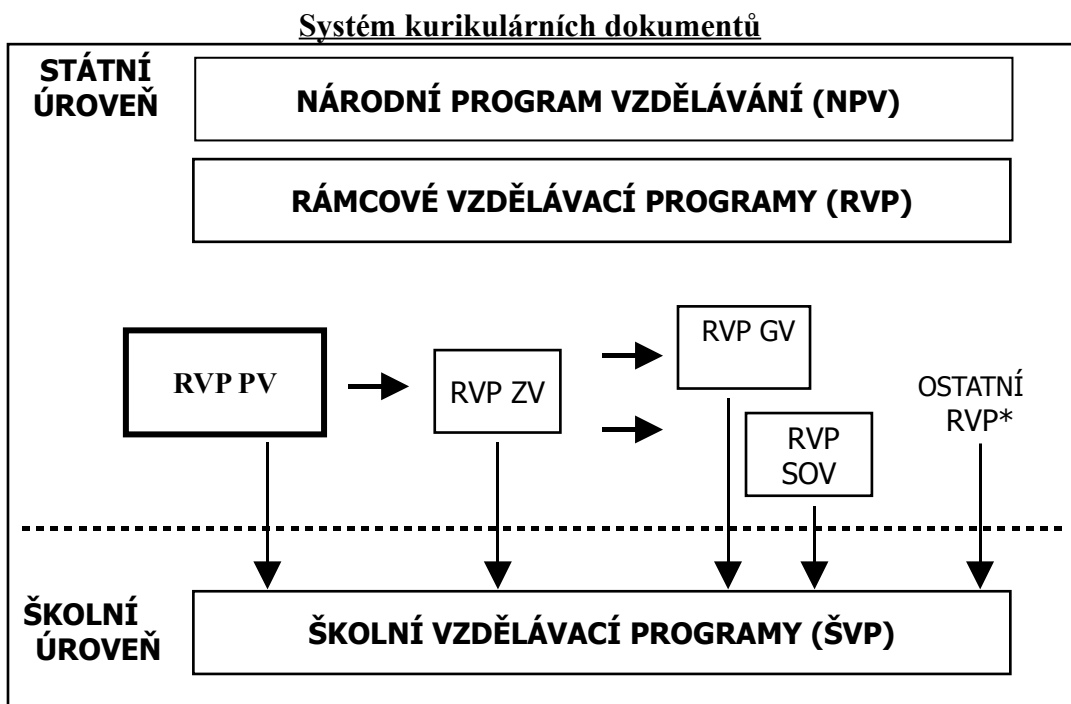 Systém kurikulárních dokumentů
STÁTNÍ
ÚROVEŇ
NÁRODNÍ PROGRAM VZDĚLÁVÁNÍ (NPV)
RÁMCOVÉ VZDĚLÁVACÍ PROGRAMY (RVP)
RVP PV
RVP ZV
RVP GV
RVP
SOV
OSTATNÍ
RVP*
ŠKOLNÍ
ÚROVEŇ
ŠKOLNÍ VZDĚLÁVACÍ PROGRAMY (ŠVP)